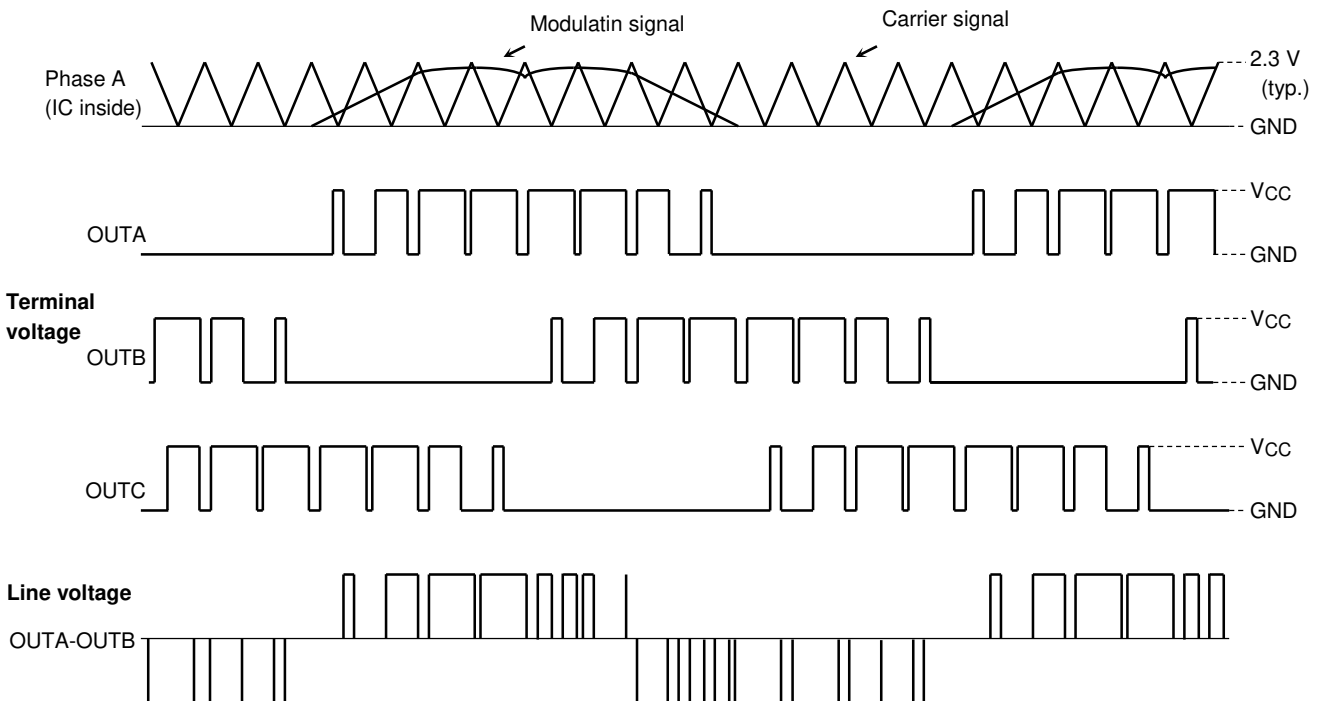 Modulatin signal
Carrier signal
Phase A
(IC inside)
2.3 V
(typ.)
GND
OUTA
VCC
GND
Terminal
voltage
OUTB
VCC
GND
OUTC
VCC
GND
Line voltage
OUTA-OUTB